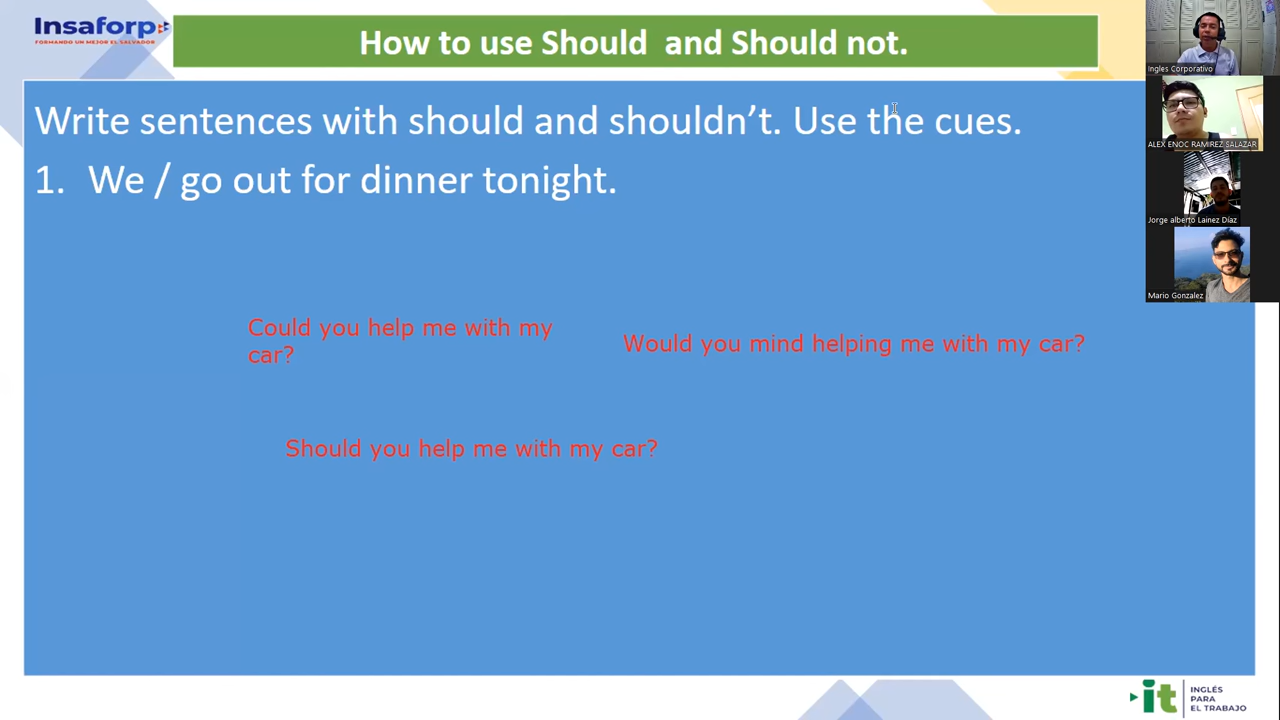 Insaforp
FORMANDO UN MEJOR EL SALVADOR
How to use Should and Should not.
Write sentences with should and shouldn't. Use the cues.
1. We / go out for dinner tonight.
Could you help me with my
car?
Would you mind helping me with my car?
Should you help me with my car?
Ingles Corporativo
ALEX ENOC RAMIREZ SALAZAR
Jorge alberto Lainez Díaz
Mario Gonzalez
it
INGLÉS
PARA
EL TRABAJO